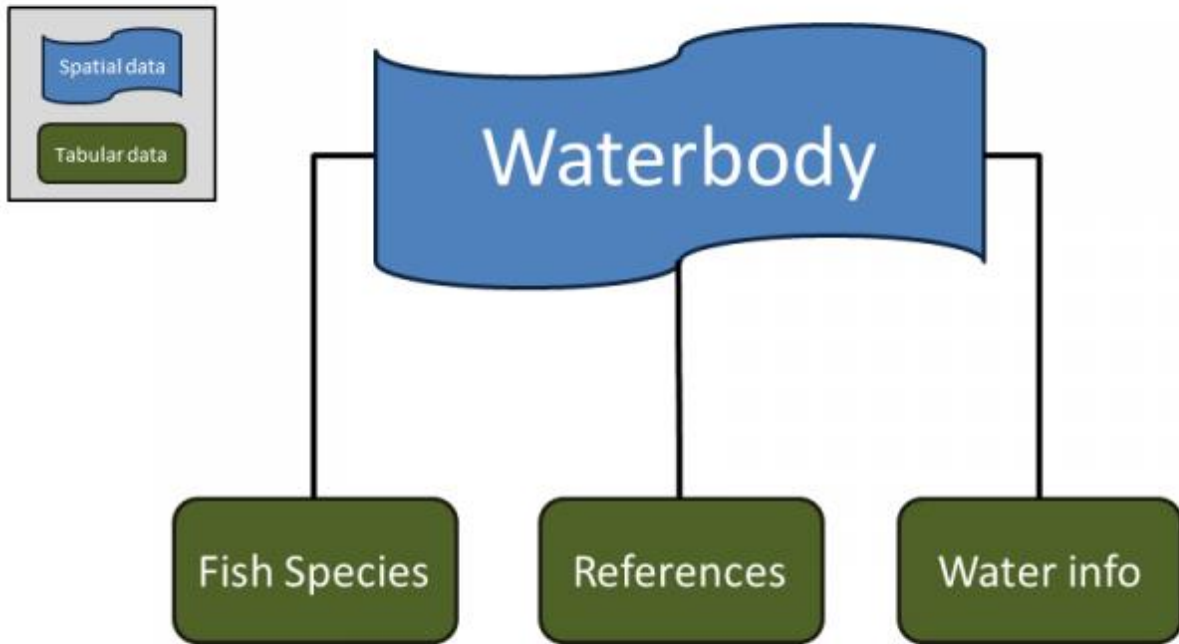 Spatial data
Tabular data
Waterbody
Fish Species
References
Water info